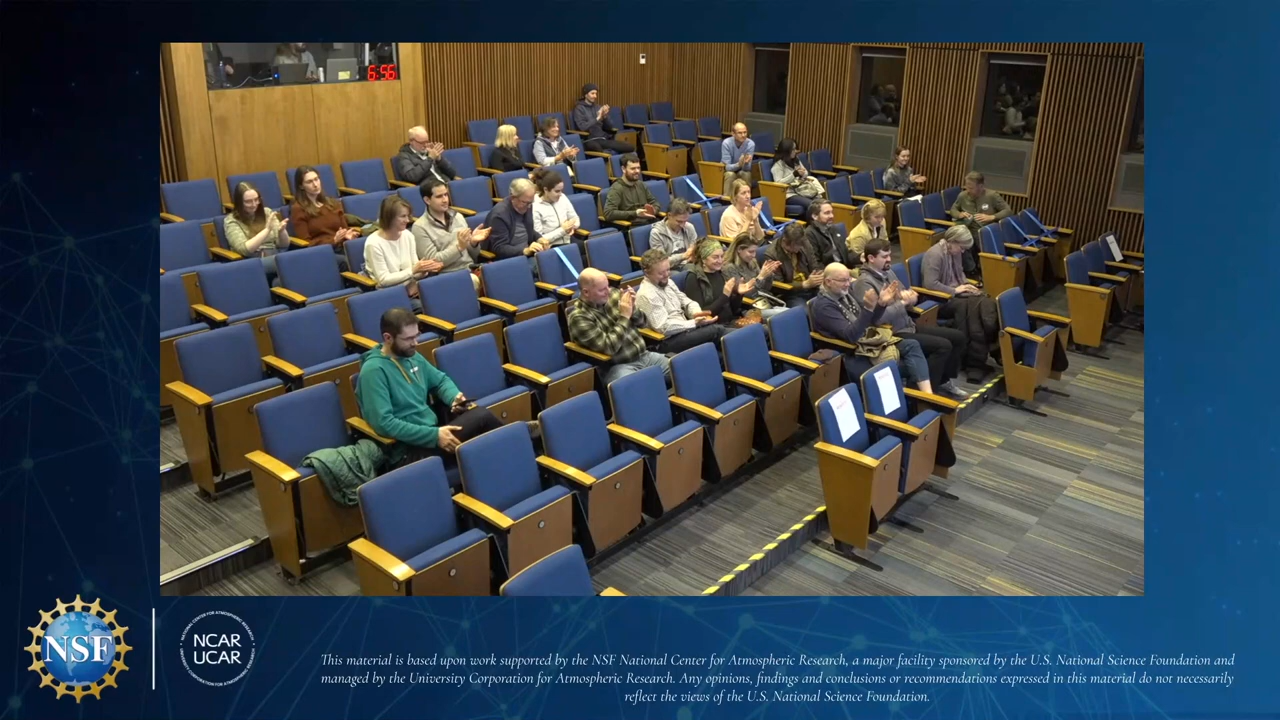 6:56
NSF
NCAR
UCAR
This material is based upon work supported by the NSF National Center for Atmospheric Research, a major facility sponsored by the U.S. National Science Foundation and
managed by the University Corporation for Atmospheric Research. Any opinions, findings and conclusions or recommendations expressed in this material do not necessarily
reflect the views of the U.S. National Science Foundation.